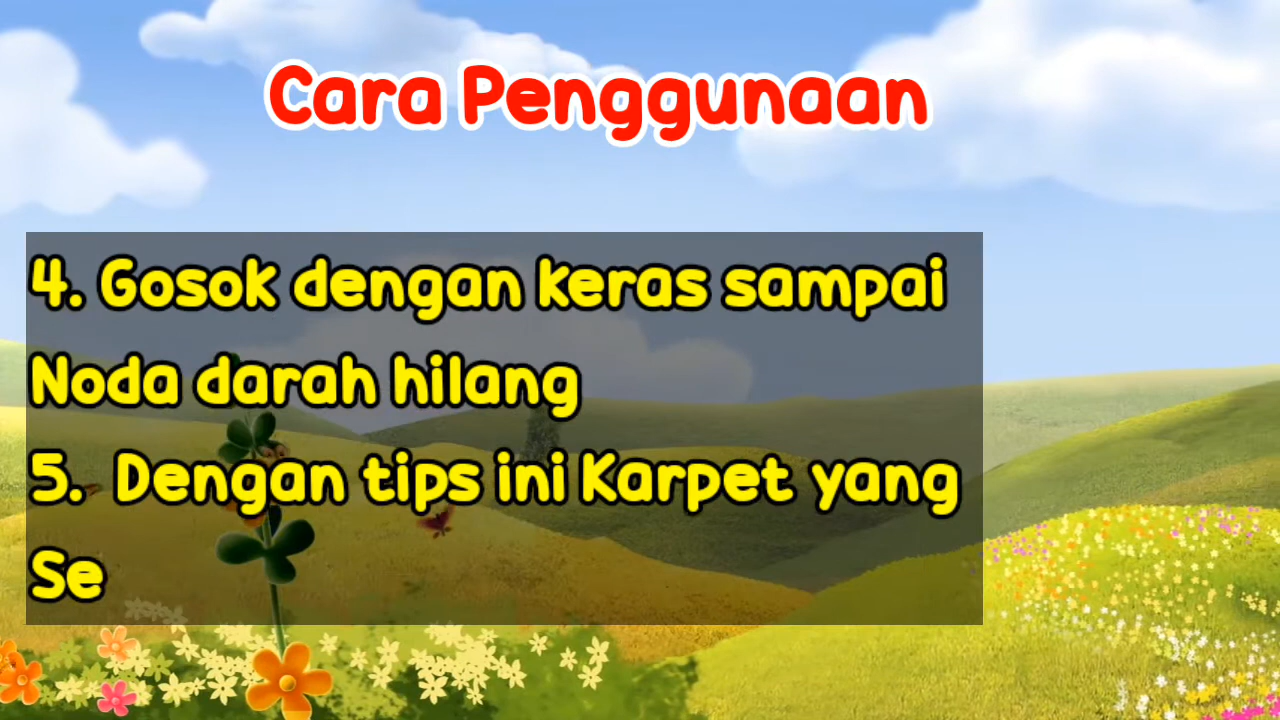 Cara Penggunaan
4. Gosok dengan keras sampai
Noda darah hilang
5. Dengan tips ini Karpet yang
Se